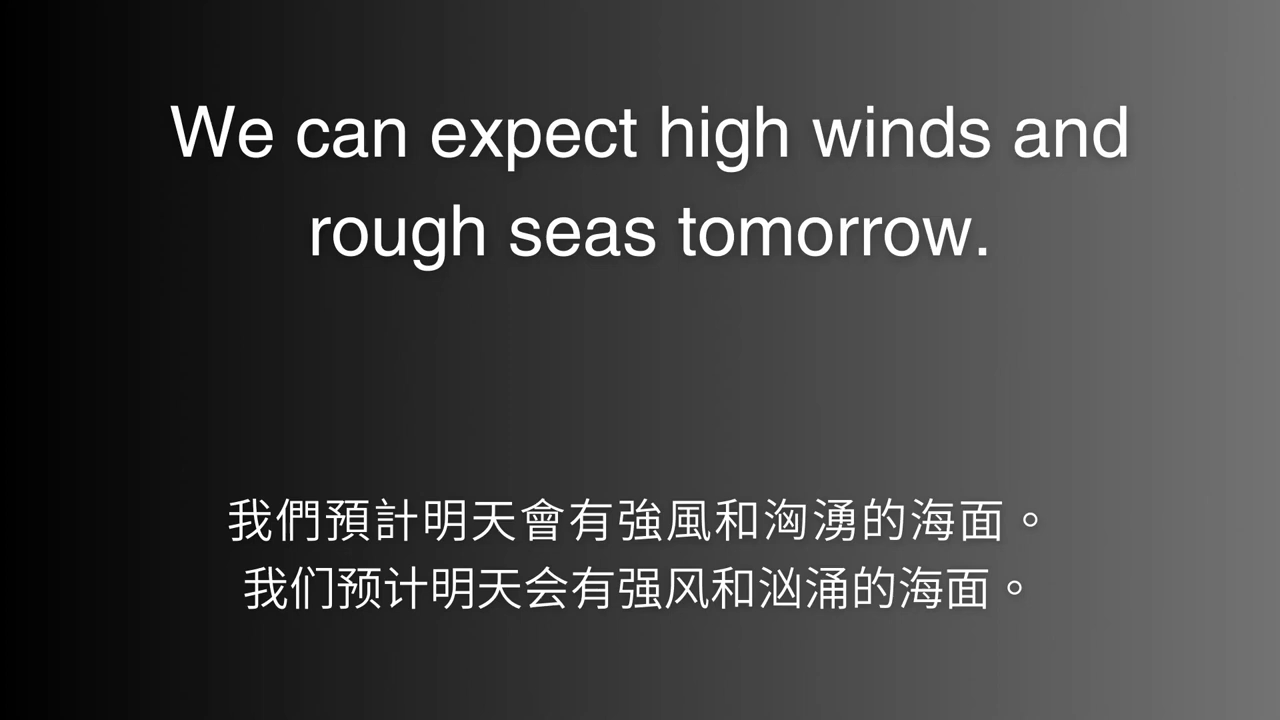 We can expect high winds and
rough seas tomorrow.
我們預計明天會有強風和洶湧的海面。
我们预计明天会有强风和汹涌的海面。